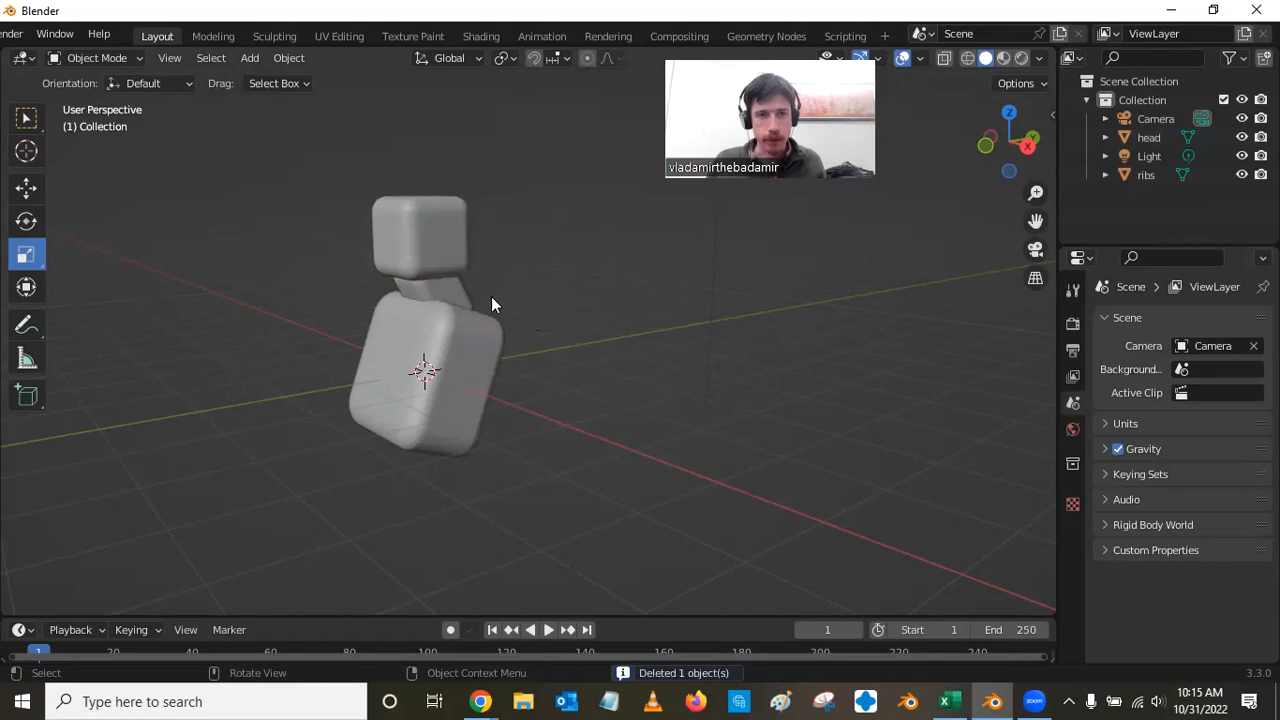 Blender
ender Window Help Layout Modeling Sculpting UV Editing Texture Paint Shading Animation Rendering Compositing Geometry Nodes Scripting + Scene ViewLayer
Object Mode View Select Add Object Global
Orientation: Default Drag: Select Box Options
User Perspective
(1) Collection
Z
Y
X
vladamirthebadamir
Scene Collection
Collection
Camera
head
Light
ribs
Scene ViewLayer
Scene
Camera Camera
Background...
Active Clip
Units
Gravity
Keying Sets
Audio
Rigid Body World
Custom Properties
Playback Keying View Marker 1 Start 1 End 250
1 20 40 60 80 100 120 140 160 180 200 220 240
Select Rotate View Object Context Menu Deleted 1 object(s) 3.3.0
Type here to search zoom 10:15 AM
10/31/2022